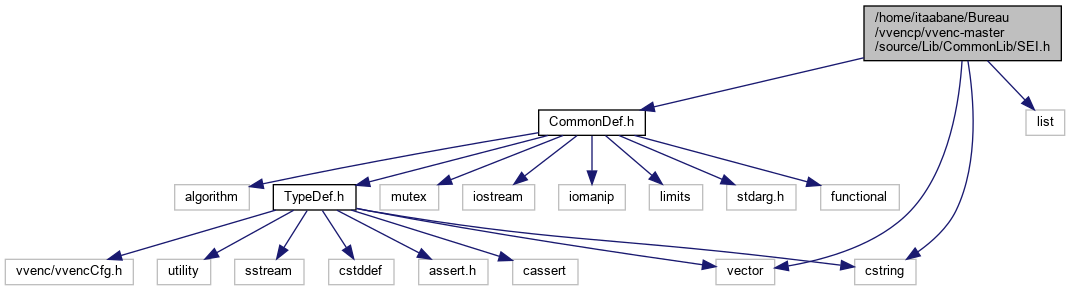 /home/itaabane/Bureau
/vvencp/vvenc-master
/source/Lib/CommonLib/SEI.h
CommonDef.h
list
algorithm
TypeDef.h
mutex
iostream
iomanip
limits
stdarg.h
functional
vvenc/vvencCfg.h
utility
sstream
cstddef
assert.h
cassert
vector
cstring